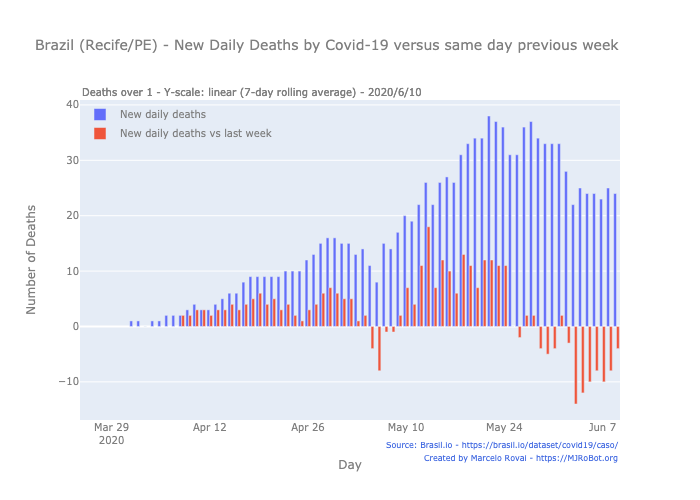 Brazil (Recife/PE) - New Daily Deaths by Covid-19 versus same day previous week
Deaths over 1 - Y-scale: linear (7-day rolling average) - 2020/6/10
New daily deaths
New daily deaths vs last week
Number of Deaths
40
30
20
10
0
−10
Mar 29
2020
Apr 12
Apr 26
May 10
May 24
Jun 7
Day
Source: Brasil.io - https://brasil.io/dataset/covid19/caso/
Created by Marcelo Rovai - https://MJRoBot.org